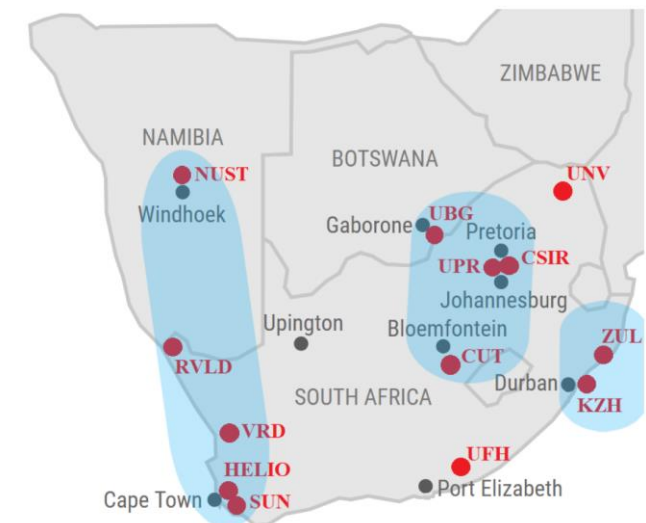 ZIMBABWE
NAMIBIA
BOTSWANA
NUST
UNV
Windhoek
UBG
Gaborone
Pretoria
UPR
CSIR
Johannesburg
Upington
Bloemfontein
ZUL
RVLD
CUT
Durban
SOUTH AFRICA
KZH
VRD
UFH
HELIO
Port Elizabeth
Cape Town
SUN